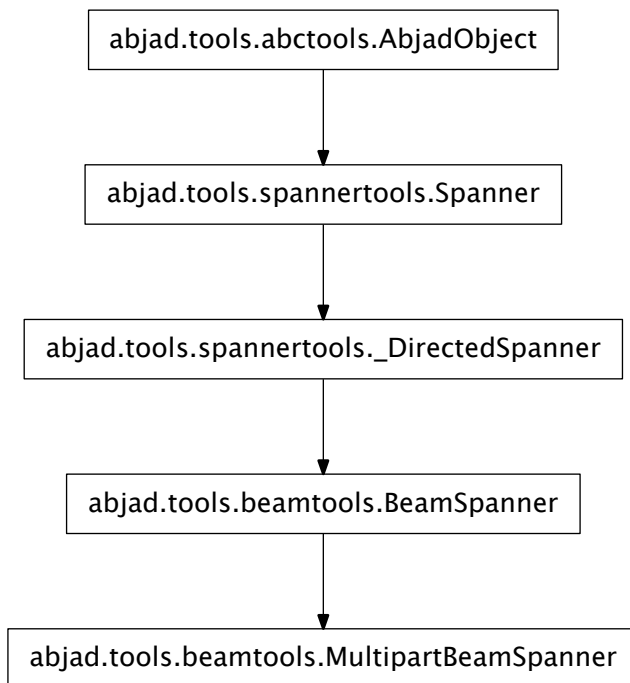 abjad.tools.abctools.AbjadObject
abjad.tools.spannertools.Spanner
abjad.tools.spannertools._DirectedSpanner
abjad.tools.beamtools.BeamSpanner
abjad.tools.beamtools.MultipartBeamSpanner